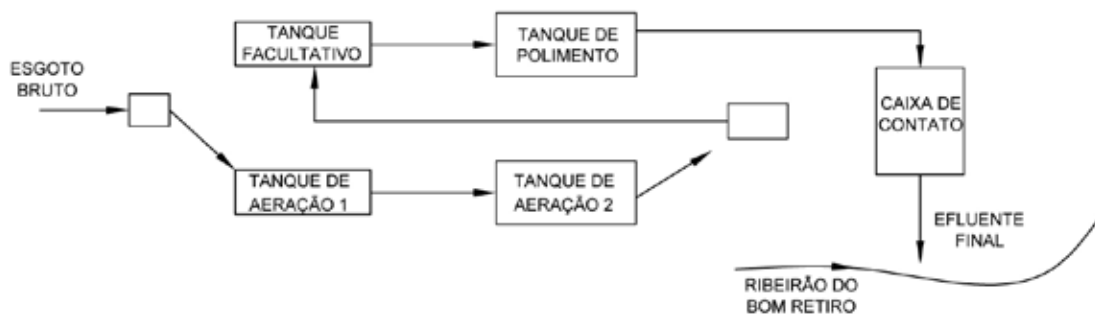 ESGOTO
BRUTO
TANQUE DE
AERAÇÃO 1
TANQUE DE
AERAÇÃO 2
TANQUE
FACULTATIVO
TANQUE DE
POLIMENTO
CAIXA DE
CONTATO
EFLUENTE
FINAL
RIBEIRÃO DO
BOM RETIRO